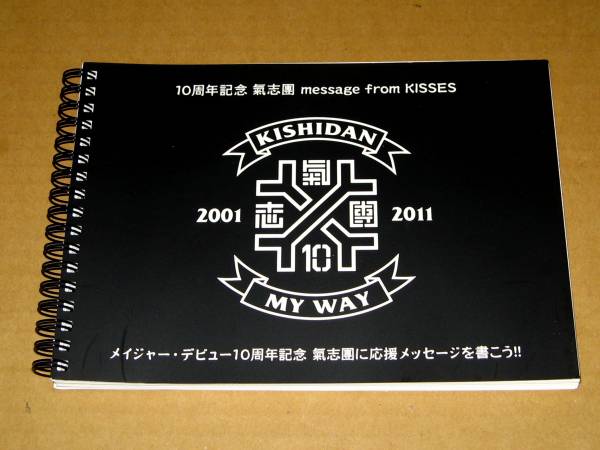 10周年記念 氣志團 message from KISSES
KISHIDAN
氣
2001 志 團 2011
10
MY WAY
メイジャー・デビュー10周年記念 氣志團に応援メッセージを書こう!!